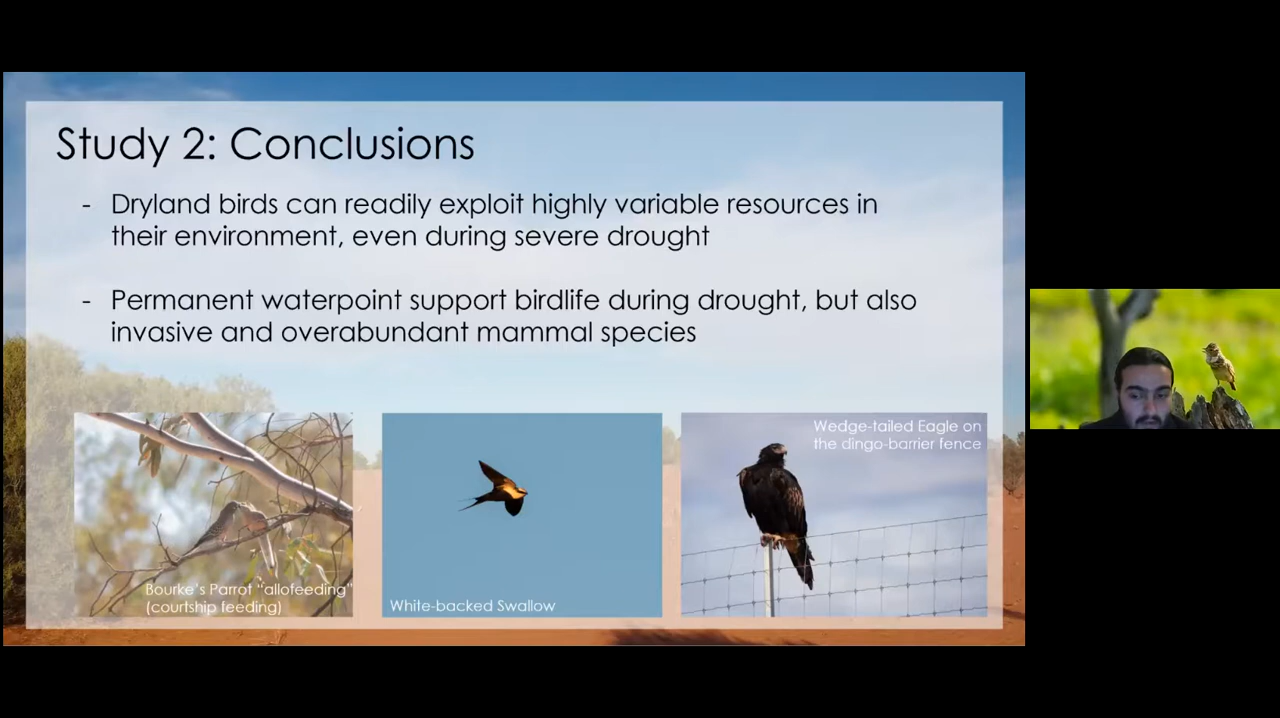 Study 2: Conclusions
- Dryland birds can readily exploit highly variable resources in
their environment, even during severe drought
- Permanent waterpoint support birdlife during drought, but also
invasive and overabundant mammal species
Bourke's Parrot "allofeeding"
(courtship feeding)
White-backed Swallow
Wedge-tailed Eagle on
the dingo-barrier fence